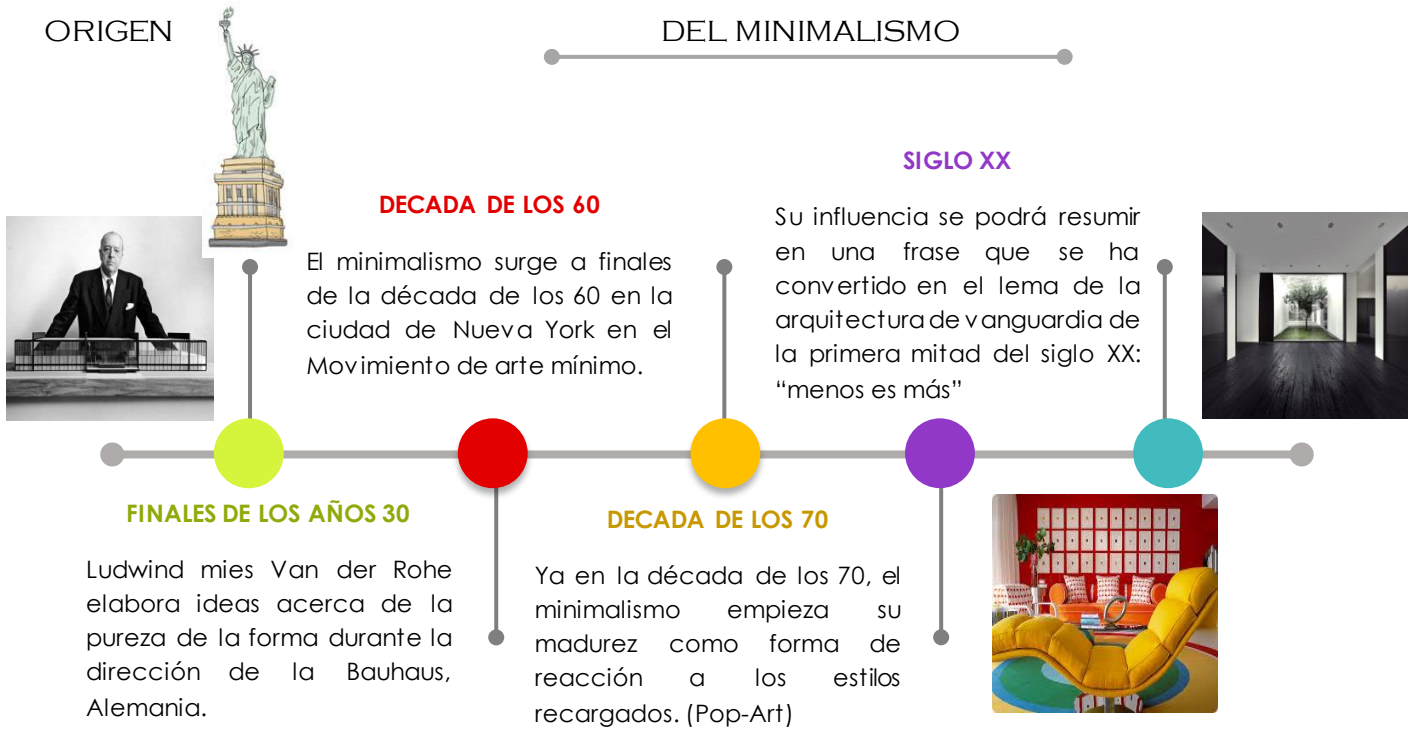 ORIGEN DEL MINIMALISMO
DECADA DE LOS 60
El minimalismo surge a finales
de la década de los 60 en la
ciudad de Nueva York en el
Movimiento de arte mínimo.
SIGLO XX
Su influencia se podrá resumir
en una frase que se ha
convertido en el lema de la
arquitectura de vanguardia de
la primera mitad del siglo XX:
“menos es más”
FINALES DE LOS AÑOS 30
Ludwind mies Van der Rohe
elabora ideas acerca de la
pureza de la forma durante la
dirección de la Bauhaus,
Alemania.
DECADA DE LOS 70
Ya en la década de los 70, el
minimalismo empieza su
madurez como forma de
reacción a los estilos
recargados. (Pop-Art)